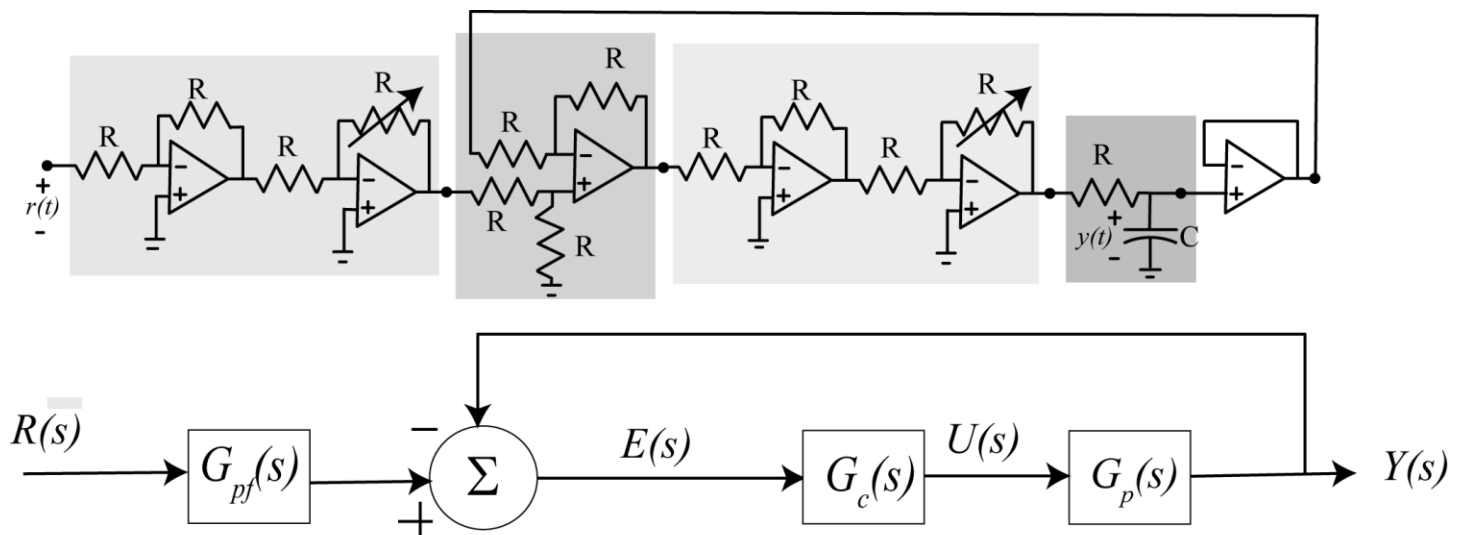 R
R
R
R
R
R
R
R
R
R
R
R
R
r(t)
y(t)
C
+
-
-
+
-
+
-
+
-
+
-
+
-
+
+
-
R(s)
G_pf(s)
-
+
Σ
E(s)
G_c(s)
U(s)
G_p(s)
Y(s)